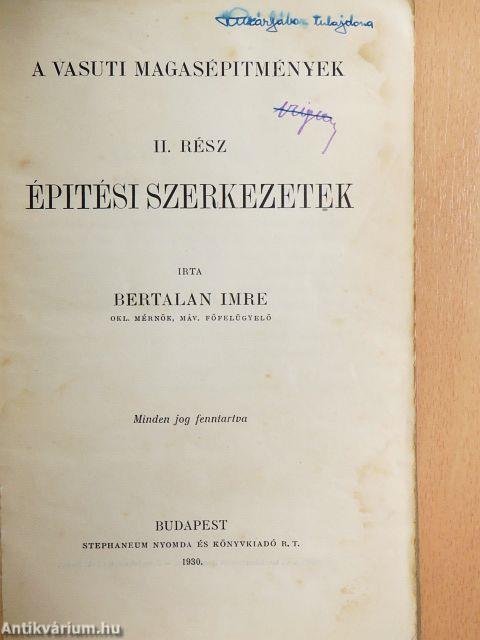 tulajdona
A VASUTI MAGASÉPITMÉNYEK
II. RÉSZ
ÉPITÉSI SZERKEZETEK
IRTA
BERTALAN IMRE
OKL. MÉRNÖK, MÁV. FŐFELÜGYELŐ
Minden jog fenntartva
BUDAPEST
STEPHANEUM NYOMDA ÉS KÖNYVKIADÓ R. T.
1930.
Antikvárium.hu